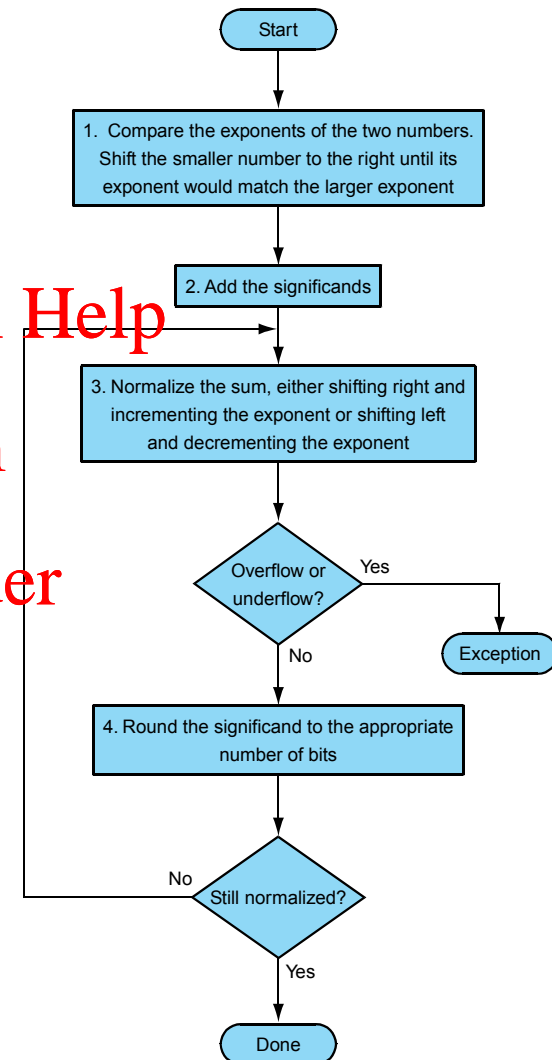 Start
1. Compare the exponents of the two numbers.
Shift the smaller number to the right until its
exponent would match the larger exponent
2. Add the significands
Help
3. Normalize the sum, either shifting right and
incrementing the exponent or shifting left
and decrementing the exponent
Overflow or
underflow?
Yes
No
Exception
4. Round the significand to the appropriate
number of bits
No
Still normalized?
Yes
Done